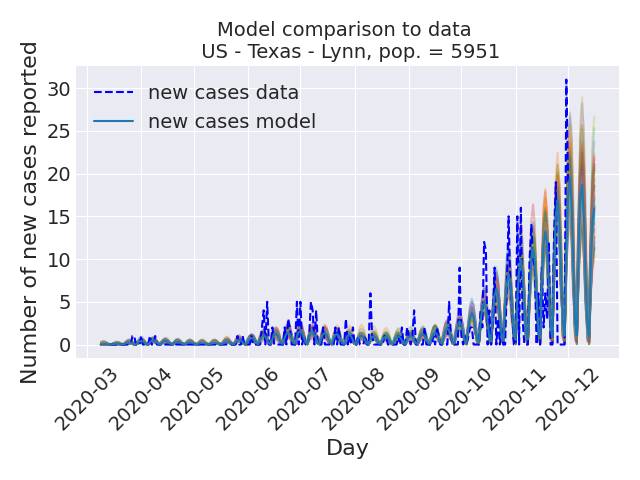 Model comparison to data
US - Texas - Lynn, pop. = 5951
Number of new cases reported
30
25
20
15
10
5
0
new cases data
new cases model
2020-03
2020-04
2020-05
2020-06
2020-07
2020-08
2020-09
2020-10
2020-11
2020-12
Day